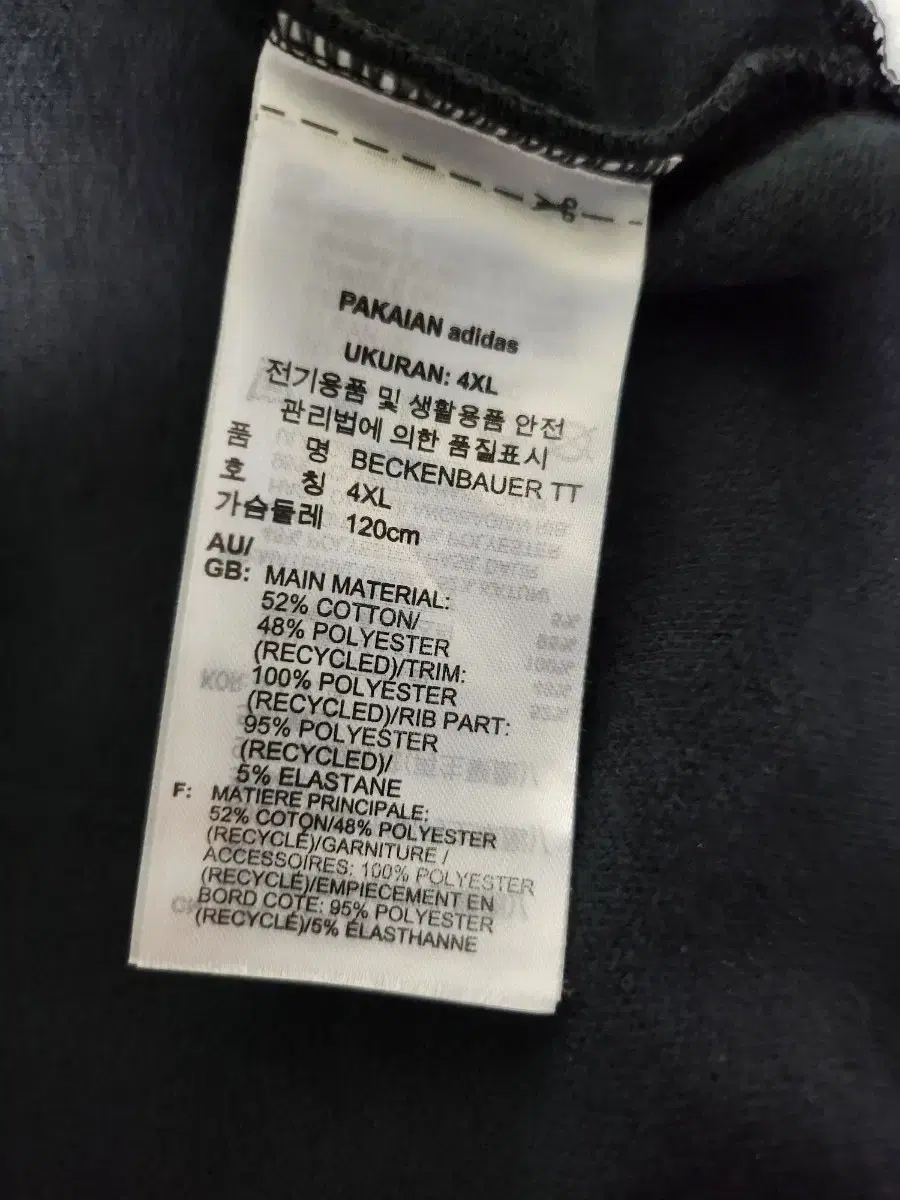 PAKAIAN adidas
UKURAN: 4XL
전기용품 및 생활용품 안전
관리법에 의한 품질표시
품 명 BECKENBAUER TT
호 칭 4XL
가슴둘레 120cm
AU/
GB: MAIN MATERIAL:
52% COTTON/
48% POLYESTER
(RECYCLED)/TRIM:
100% POLYESTER
(RECYCLED)/RIB PART:
95% POLYESTER
(RECYCLED)/
5% ELASTANE
F: MATIERE PRINCIPALE:
52% COTON/48% POLYESTER
(RECYCLÉ)/GARNITURE /
ACCESSOIRES: 100% POLYESTER
(RECYCLÉ)/EMPIECEMENT EN
BORD COTE: 95% POLYESTER
(RECYCLÉ)/5% ÉLASTHANNE